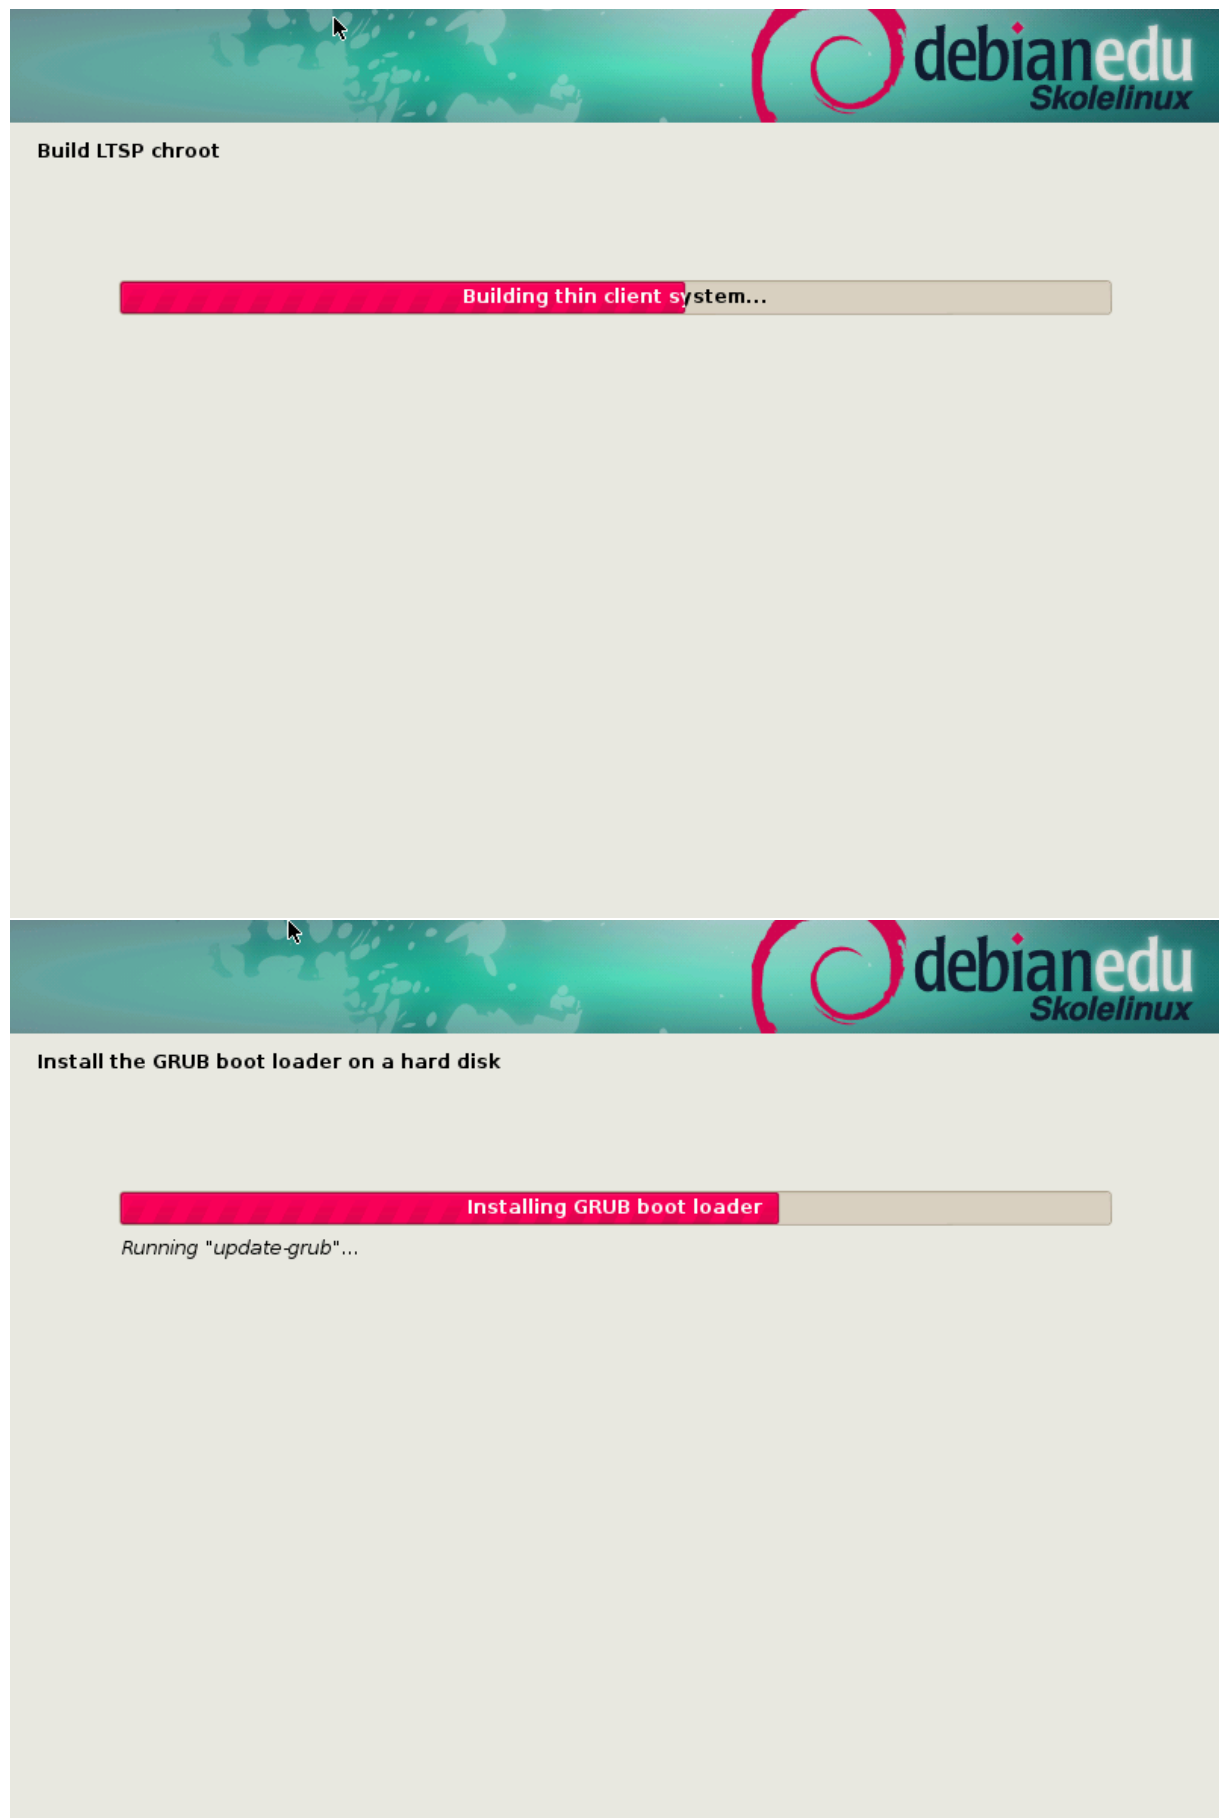 debianedu
Skolelinux
Build LTSP chroot
Building thin client system...
debianedu
Skolelinux
Install the GRUB boot loader on a hard disk
Installing GRUB boot loader
Running "update-grub"...